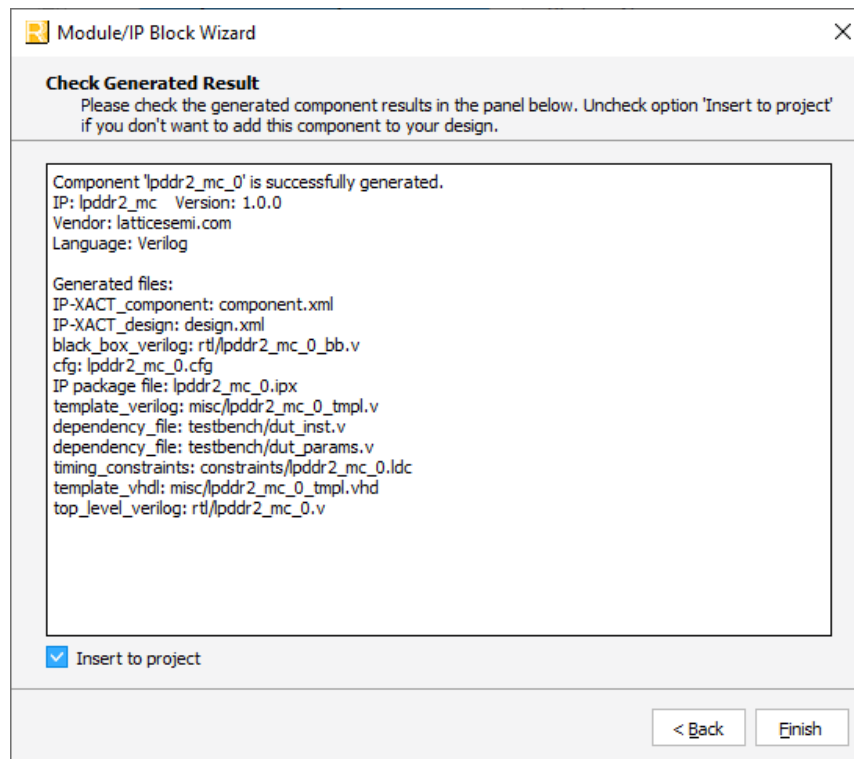 Module/IP Block Wizard
Check Generated Result
Please check the generated component results in the panel below. Uncheck option 'Insert to project'
if you don't want to add this component to your design.
Component 'lpddr2_mc_0' is successfully generated.
IP: lpddr2_mc Version: 1.0.0
Vendor: latticesemi.com
Language: Verilog
Generated files:
IP-XACT_component: component.xml
IP-XACT_design: design.xml
black_box_verilog: rtl/lpddr2_mc_0_bb.v
cfg: lpddr2_mc_0.cfg
IP package file: lpddr2_mc_0.ipx
template_verilog: misc/lpddr2_mc_0_tmpl.v
dependency_file: testbench/dut_inst.v
dependency_file: testbench/dut_params.v
timing_constraints: constraints/lpddr2_mc_0.ldc
template_vhdl: misc/lpddr2_mc_0_tmpl.vhd
top_level_verilog: rtl/lpddr2_mc_0.v
Insert to project
< Back Finish